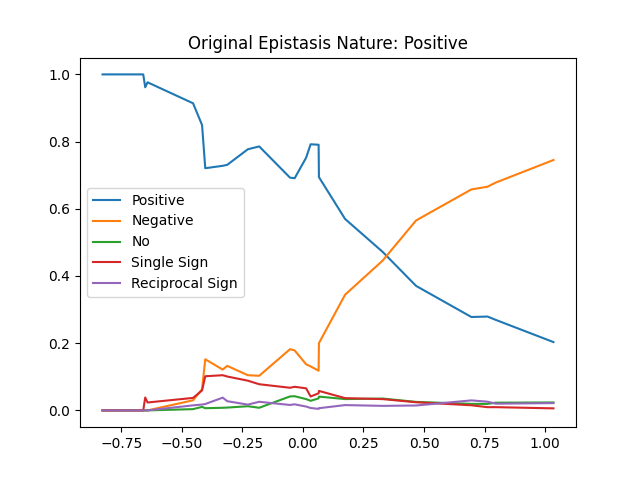 Original Epistasis Nature: Positive
1.0
0.8
0.6
0.4
0.2
0.0
Positive
Negative
No
Single Sign
Reciprocal Sign
−0.75 −0.50 −0.25 0.00 0.25 0.50 0.75 1.00